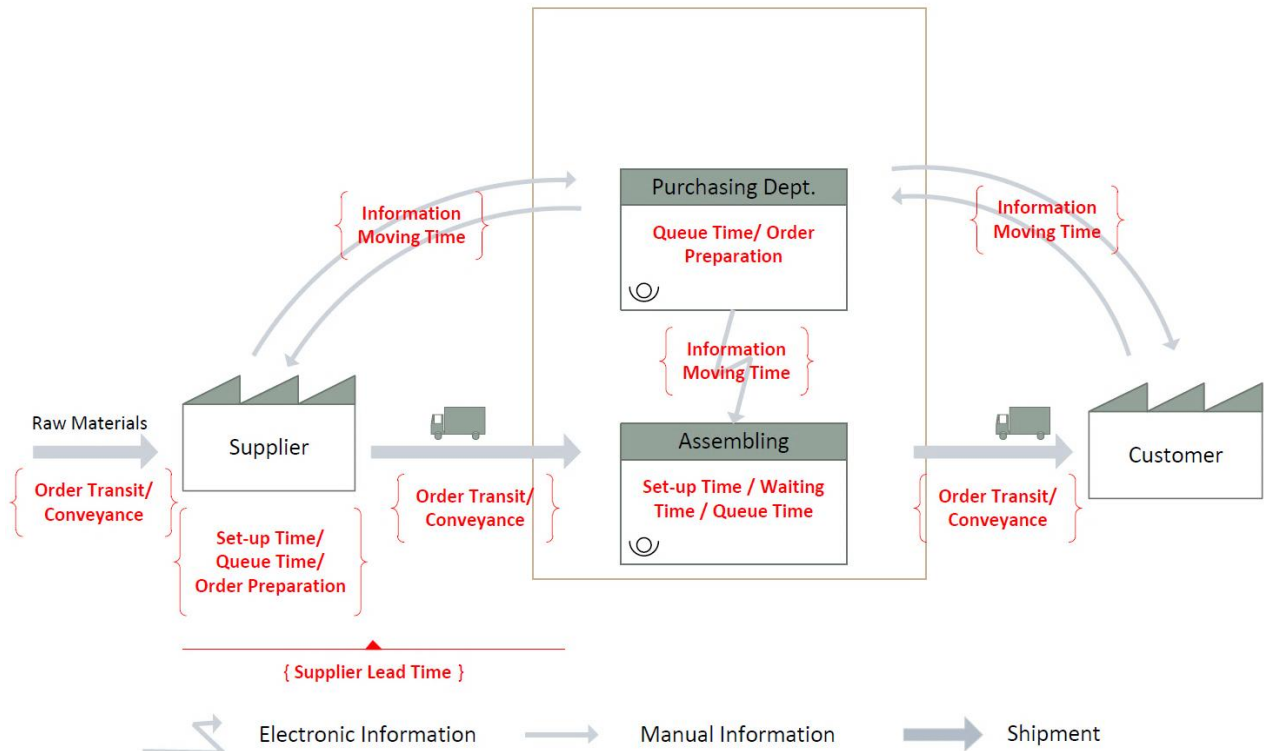 Purchasing Dept.
Queue Time/ Order
Preparation
{ Information
Moving Time }
{ Information
Moving Time }
{ Information
Moving Time }
Raw Materials
Supplier
Assembling
Customer
{ Order Transit/
Conveyance }
{ Order Transit/
Conveyance }
Set-up Time / Waiting
Time / Queue Time
{ Order Transit/
Conveyance }
{ Set-up Time/
Queue Time/
Order Preparation }
{ Supplier Lead Time }
Electronic Information
Manual Information
Shipment